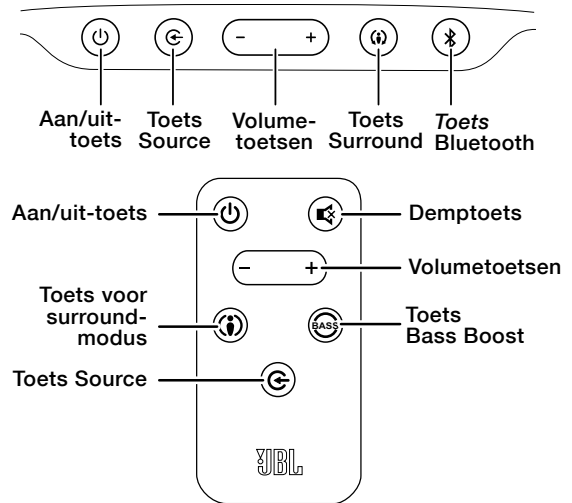 Aan/uit-
toets
Toets
Source
Volume-
toetsen
Toets
Surround
Toets
Bluetooth
Aan/uit-toets
Demptoets
- +
Volumetoetsen
Toets voor
surround-
modus
BASS
Toets
Bass Boost
Toets Source
JBL